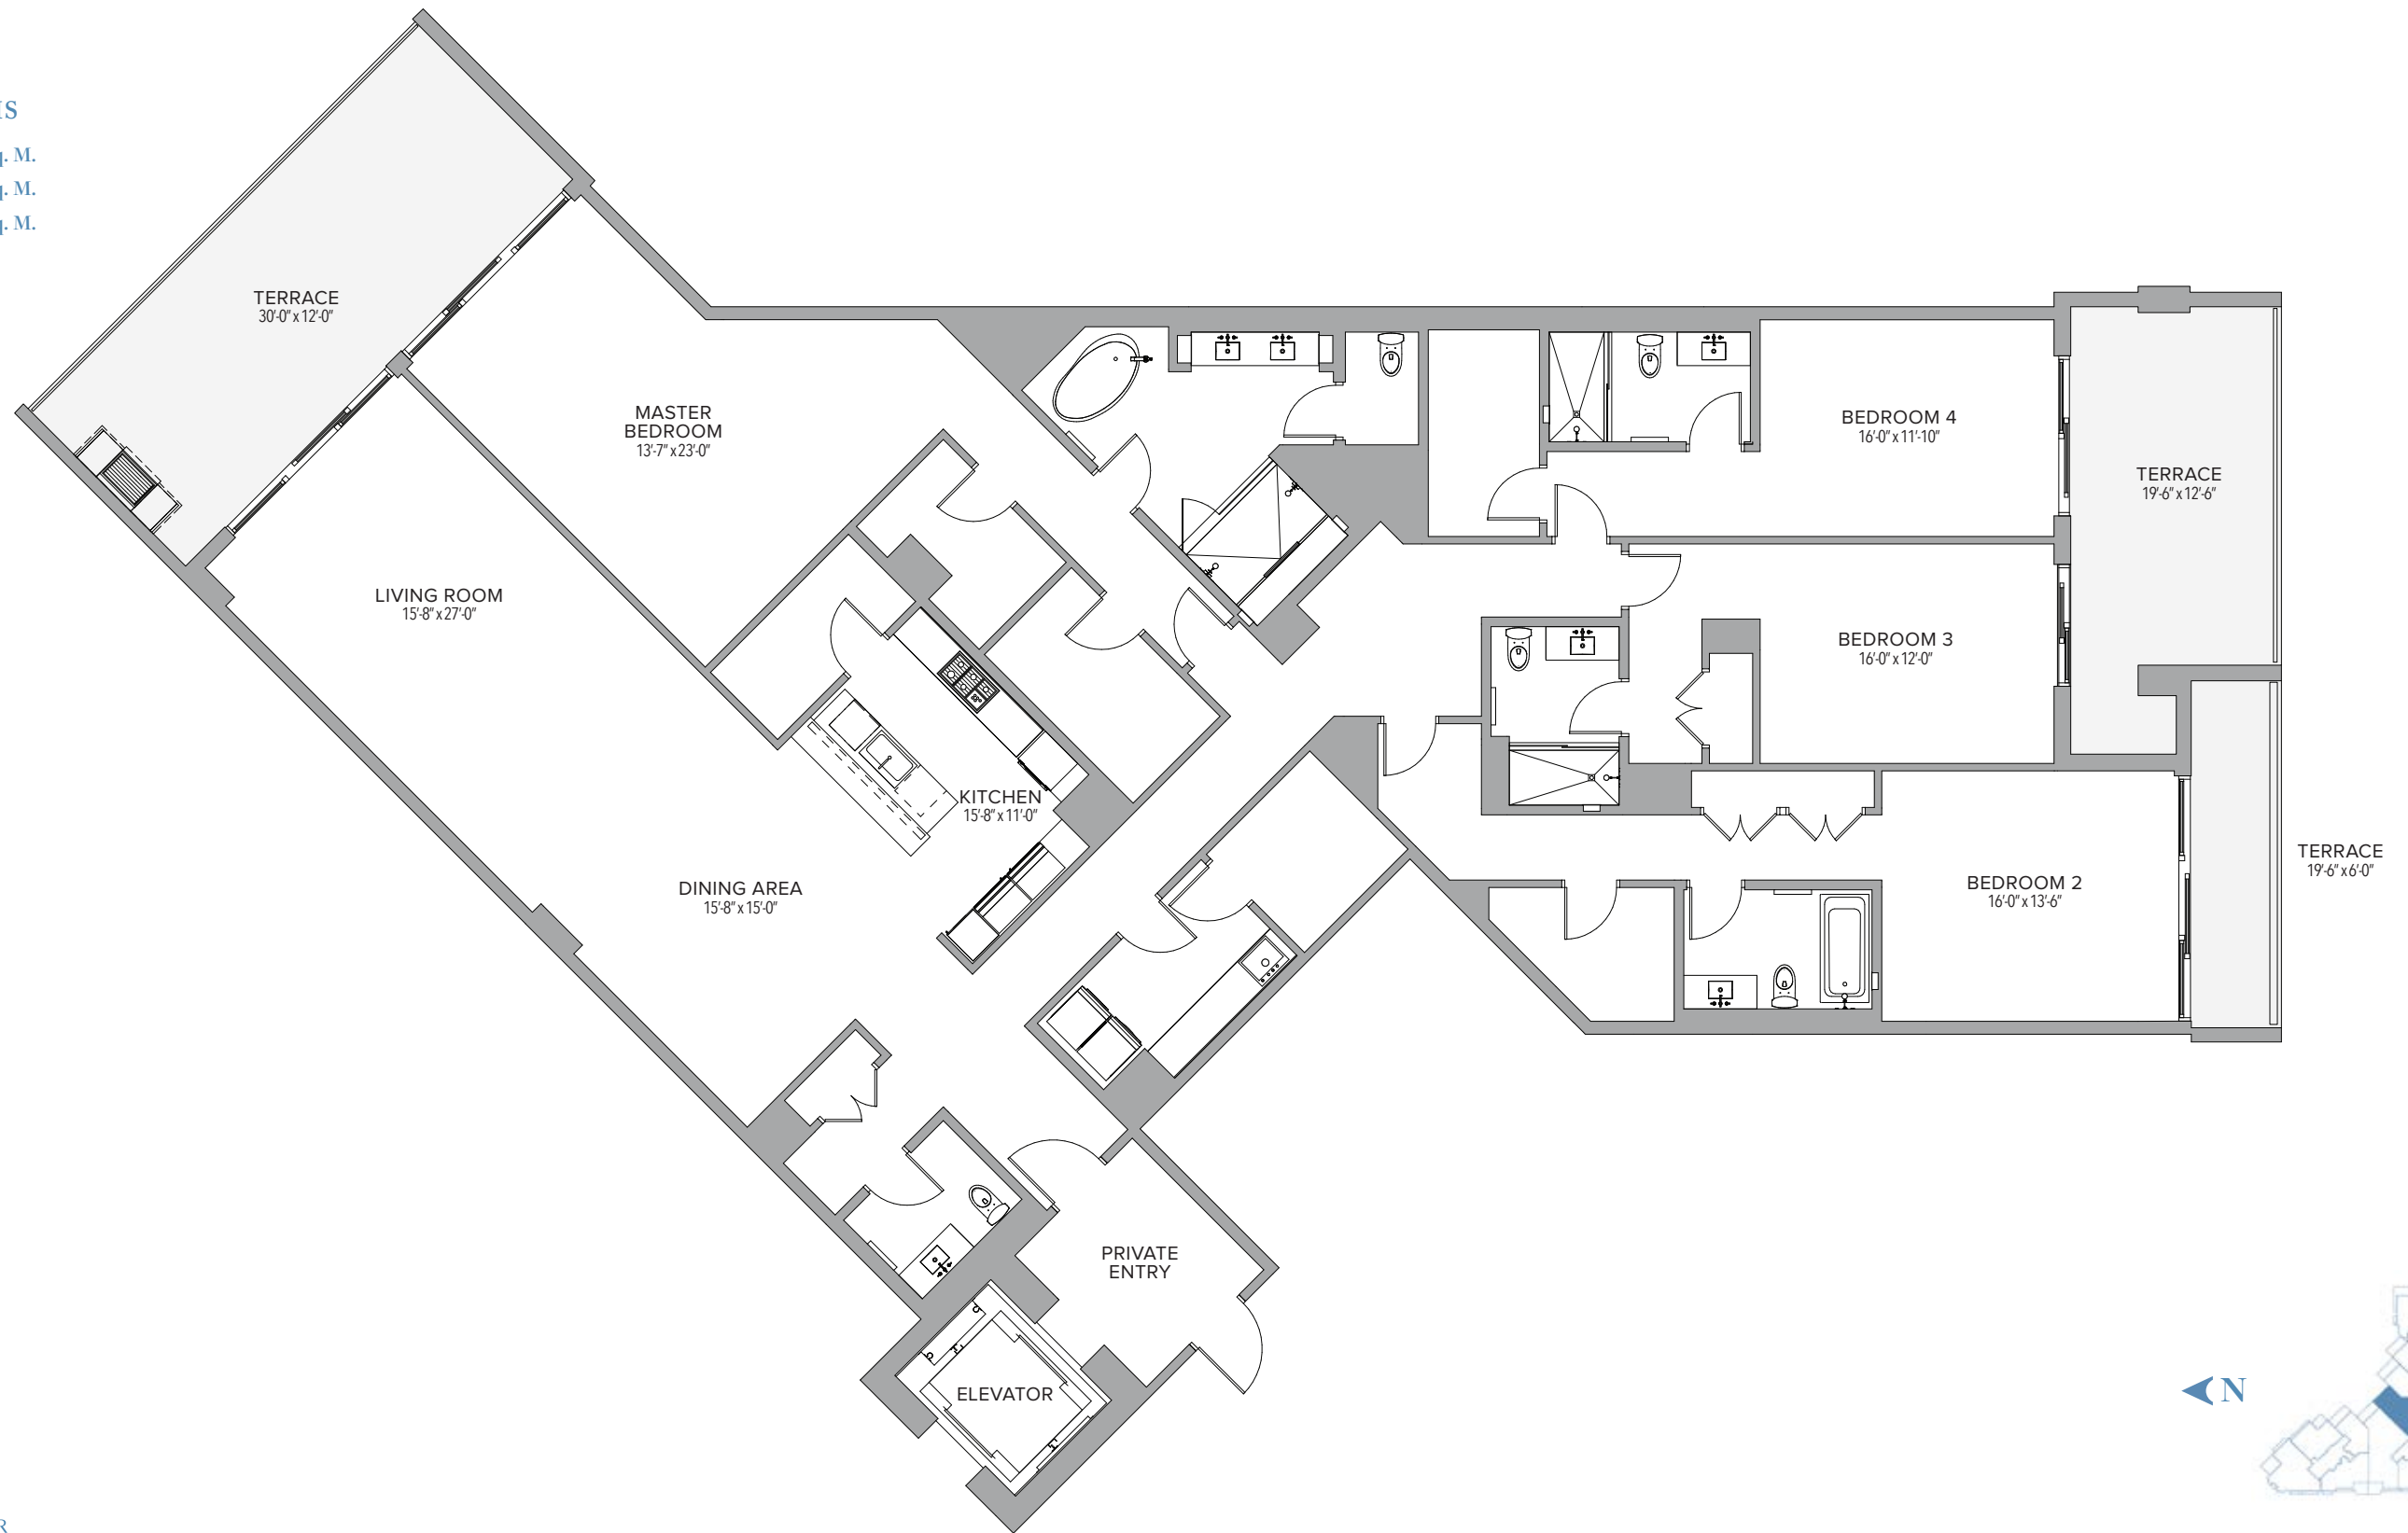 IS
q. M.
q. M.
q. M.
TERRACE
30'-0" x 12'-0"
MASTER
BEDROOM
13'-7" x 23'-0"
LIVING ROOM
15'-8" x 27'-0"
KITCHEN
15'-8" x 11'-0"
DINING AREA
15'-8" x 15'-0"
BEDROOM 4
16'-0" x 11'-10"
TERRACE
19'-6" x 12'-6"
BEDROOM 3
16'-0" x 12'-0"
TERRACE
19'-6" x 6'-0"
BEDROOM 2
16'-0" x 13'-6"
PRIVATE
ENTRY
ELEVATOR
N
R